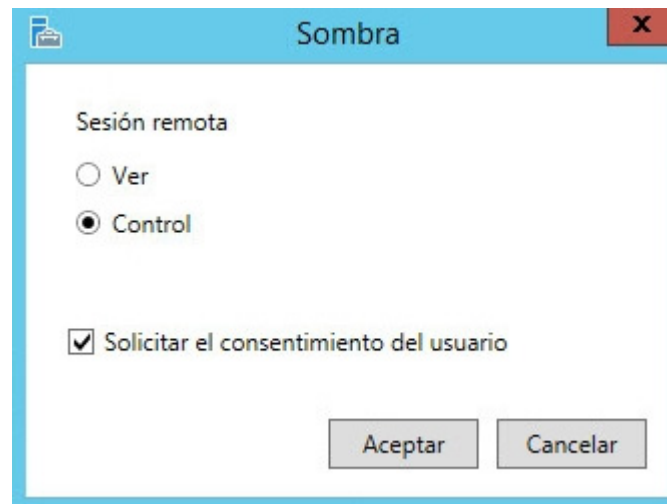 Sombra
x
Sesión remota
Ver
Control
Solicitar el consentimiento del usuario
Aceptar Cancelar